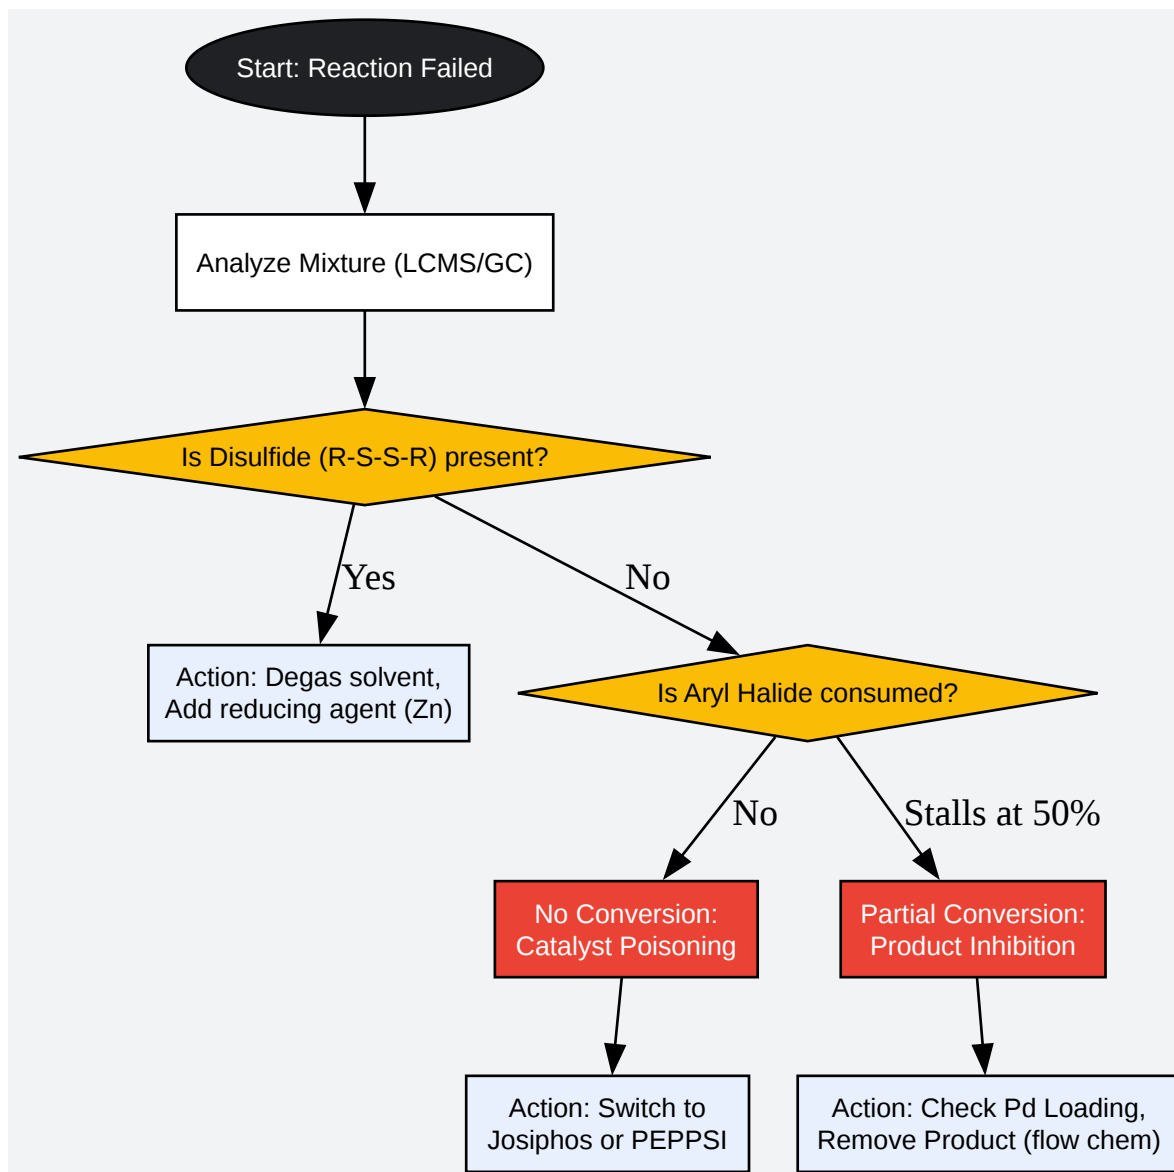 Start: Reaction Failed
Analyze Mixture (LCMS/GC)
Is Disulfide (R-S-S-R) present?
Yes
No
Action: Degas solvent,
Add reducing agent (Zn)
Is Aryl Halide consumed?
No
Stalls at 50%
No Conversion:
Catalyst Poisoning
Partial Conversion:
Product Inhibition
Action: Switch to
Josiphos or PEPPSI
Action: Check Pd Loading,
Remove Product (flow chem)